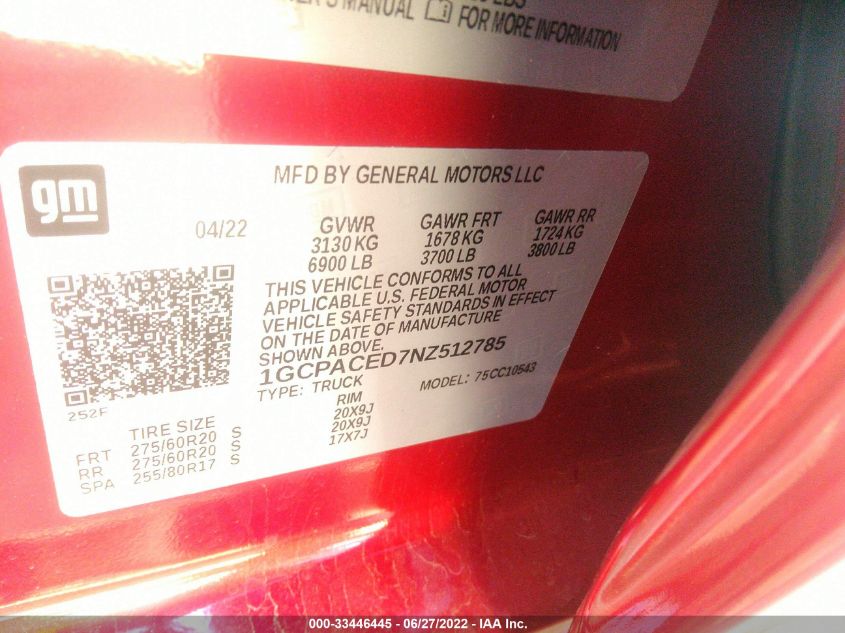 S MANUAL
FOR MORE INFORMATION
gm
MFD BY GENERAL MOTORS LLC
04/22
GVWR GAWR FRT GAWR RR
3130 KG 1678 KG 1724 KG
6900 LB 3700 LB 3800 LB
THIS VEHICLE CONFORMS TO ALL
APPLICABLE U.S. FEDERAL MOTOR
VEHICLE SAFETY STANDARDS IN EFFECT
ON THE DATE OF MANUFACTURE
SHOWN ABOVE.
1GCPACED7NZ512785
TYPE: TRUCK MODEL: 75CC10543
252F
TIRE SIZE RIM
FRT 275/60R20 S 20X9J
RR 275/60R20 S 20X9J
SPA 255/80R17 S 17X7J
000-33446445 - 06/27/2022 - IAA Inc.